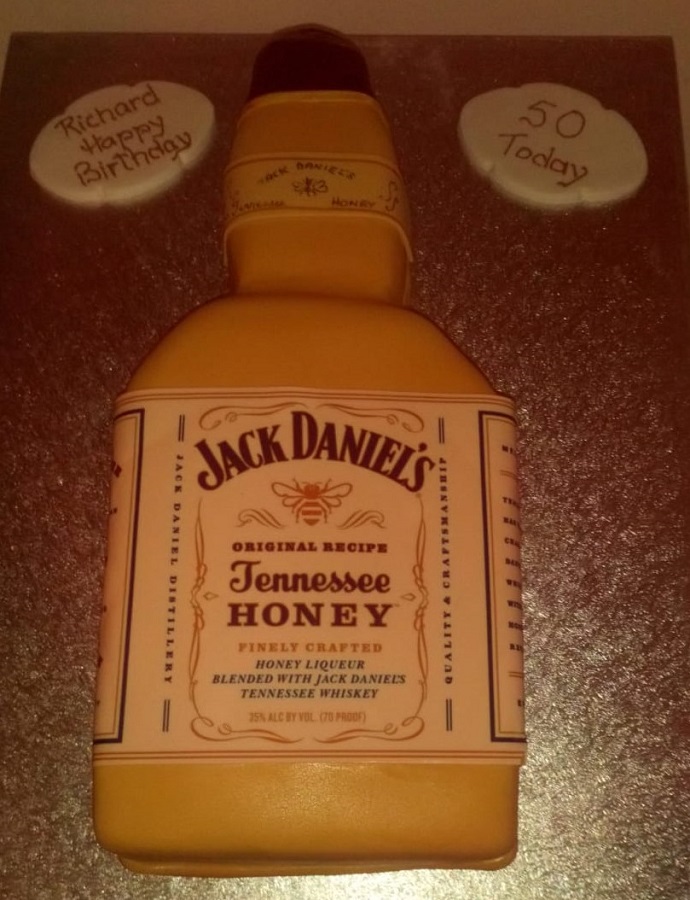 Richard
Happy
Birthday
50
Today
JACK DANIEL'S
HONEY
JACK DANIEL'S
ORIGINAL RECIPE
Tennessee
HONEY
FINELY CRAFTED
HONEY LIQUEUR
BLENDED WITH JACK DANIEL'S
TENNESSEE WHISKEY
35% ALC BY VOL. (70 PROOF)
JACK DANIEL DISTILLERY
QUALITY & CRAFTSMANSHIP